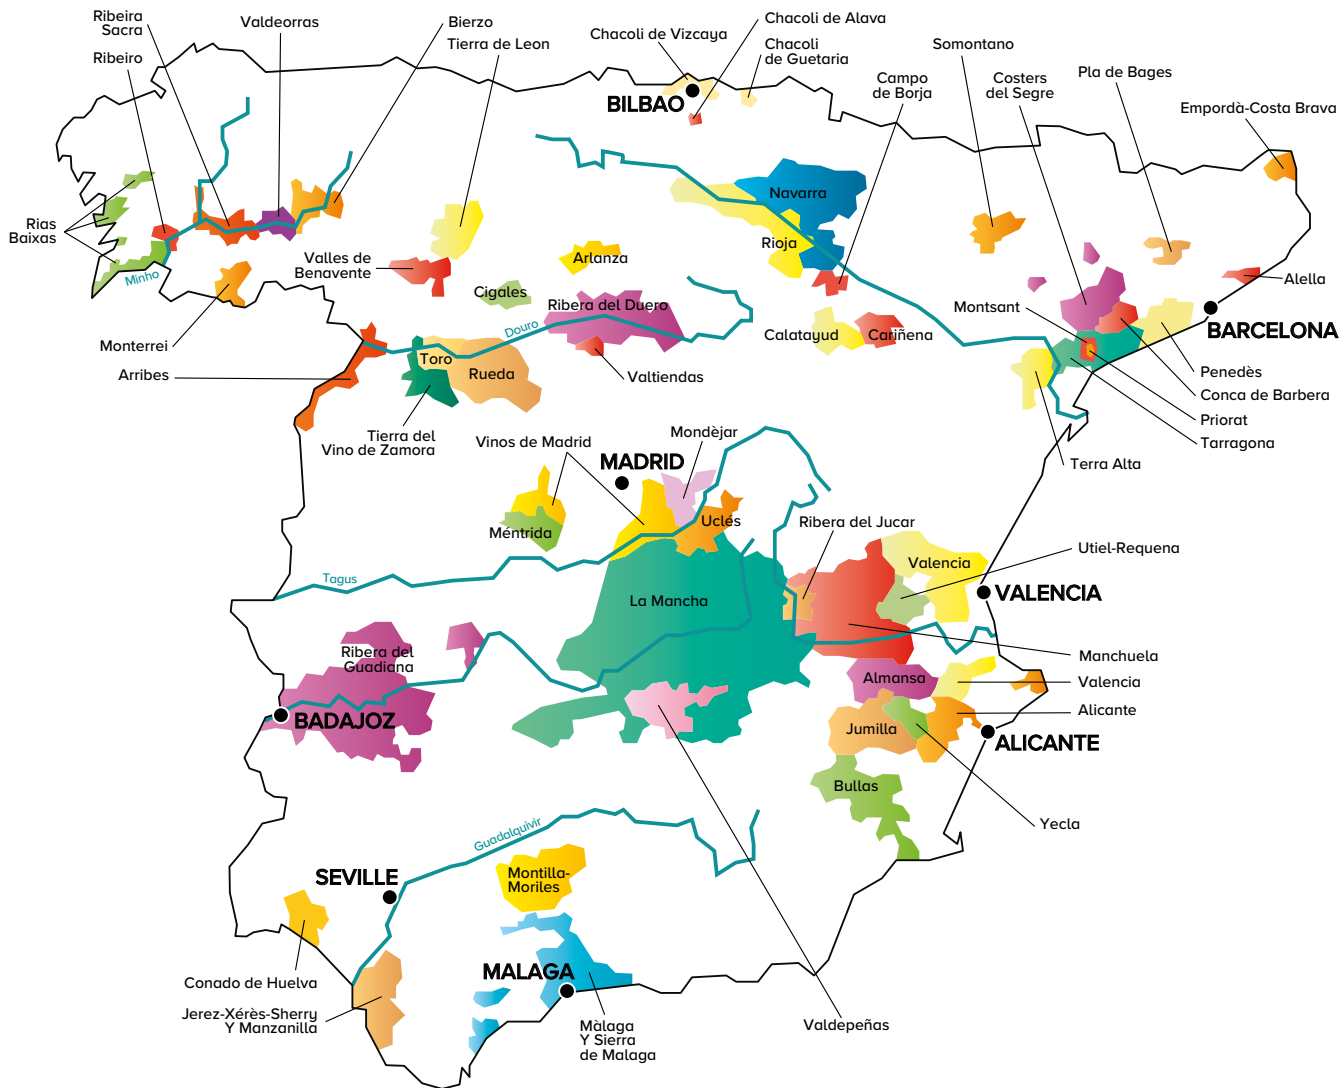 Ribeira
Sacra
Valdeorras
Bierzo
Chacoli de Alava
Ribeiro
Tierra de Leon
Chacoli de Vizcaya
Chacoli
de Guetaria
Somontano
Campo
de Borja
Costers
del Segre
Pla de Bages
Empordà-Costa Brava
BILBAO
Navarra
Rias
Baixas
Rioja
Valles de
Benavente
Arlanza
Minho
Alella
Cigales
Ribera del Duero
Montsant
BARCELONA
Douro
Calatayud
Cariñena
Monterrei
Toro
Arribes
Rueda
Valtiendas
Penedès
Conca de Barbera
Priorat
Tarragona
Tierra del
Vino de Zamora
Vinos de Madrid
Mondèjar
Terra Alta
MADRID
Uclés
Ribera del Jucar
Méntrida
Utiel-Requena
Valencia
Tagus
La Mancha
VALENCIA
Ribera del
Guadiana
Manchuela
Almansa
Valencia
Alicante
BADAJOZ
Jumilla
ALICANTE
Bullas
Yecla
Guadalquivir
SEVILLE
Montilla-
Moriles
Conado de Huelva
MALAGA
Jerez-Xérès-Sherry
Y Manzanilla
Màlaga
Y Sierra
de Malaga
Valdepeñas